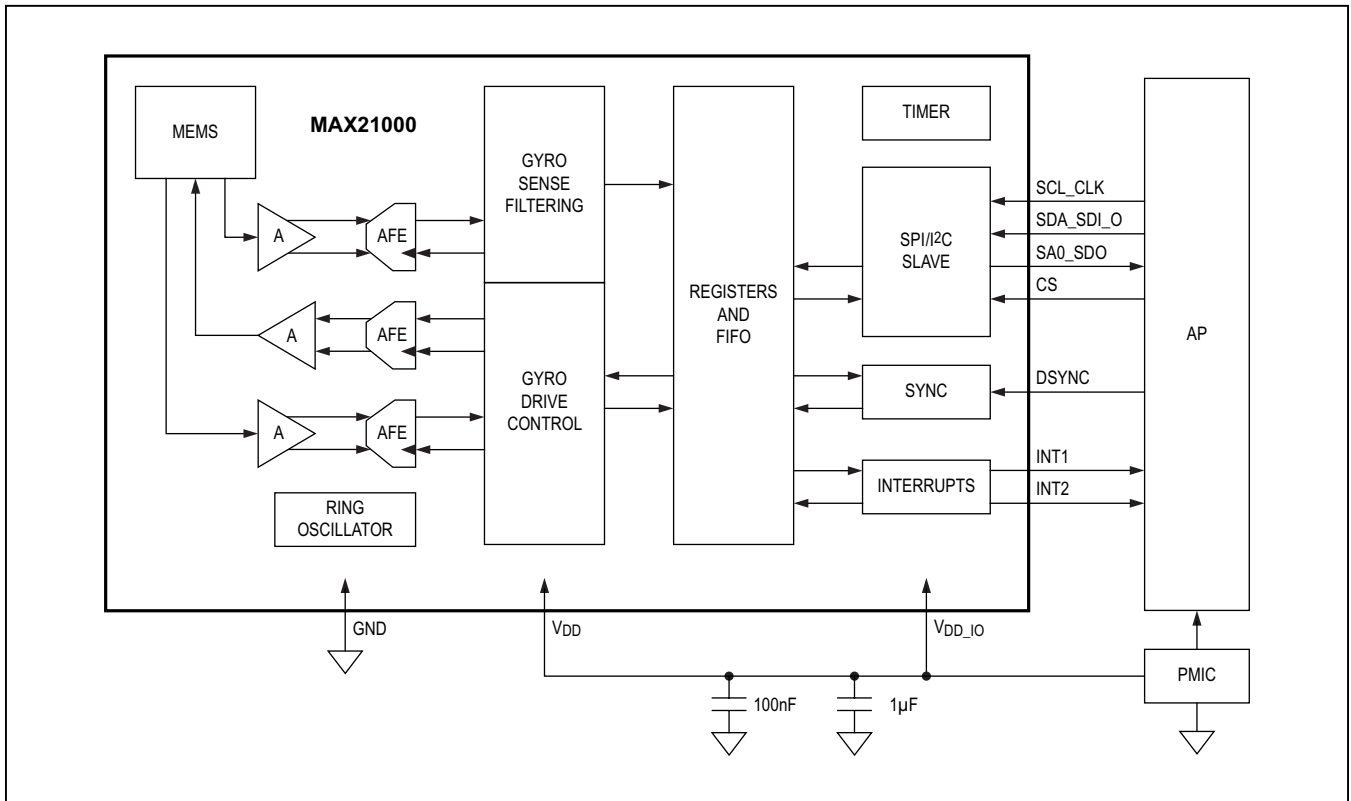 MEMS
MAX21000
A
AFE
A
AFE
A
AFE
RING
OSCILLATOR
GYRO
SENSE
FILTERING
GYRO
DRIVE
CONTROL
REGISTERS
AND
FIFO
TIMER
SPI/I²C
SLAVE
SYNC
INTERRUPTS
SCL_CLK
SDA_SDI_O
SA0_SDO
CS
DSYNC
INT1
INT2
AP
GND
VDD
VDD_IO
100nF
1µF
PMIC